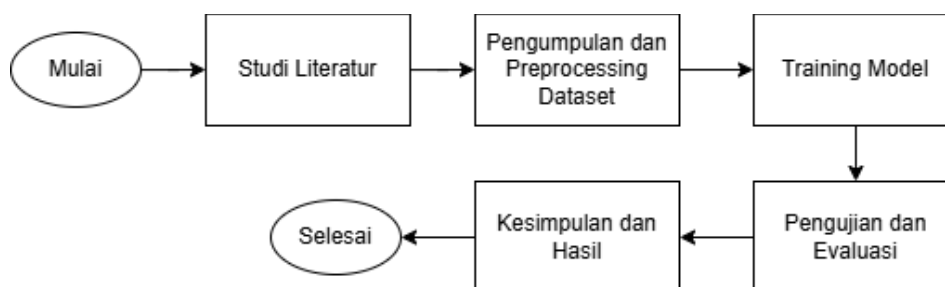 Mulai
Studi Literatur
Pengumpulan dan
Preprocessing
Dataset
Training Model
Pengujian dan
Evaluasi
Kesimpulan dan
Hasil
Selesai